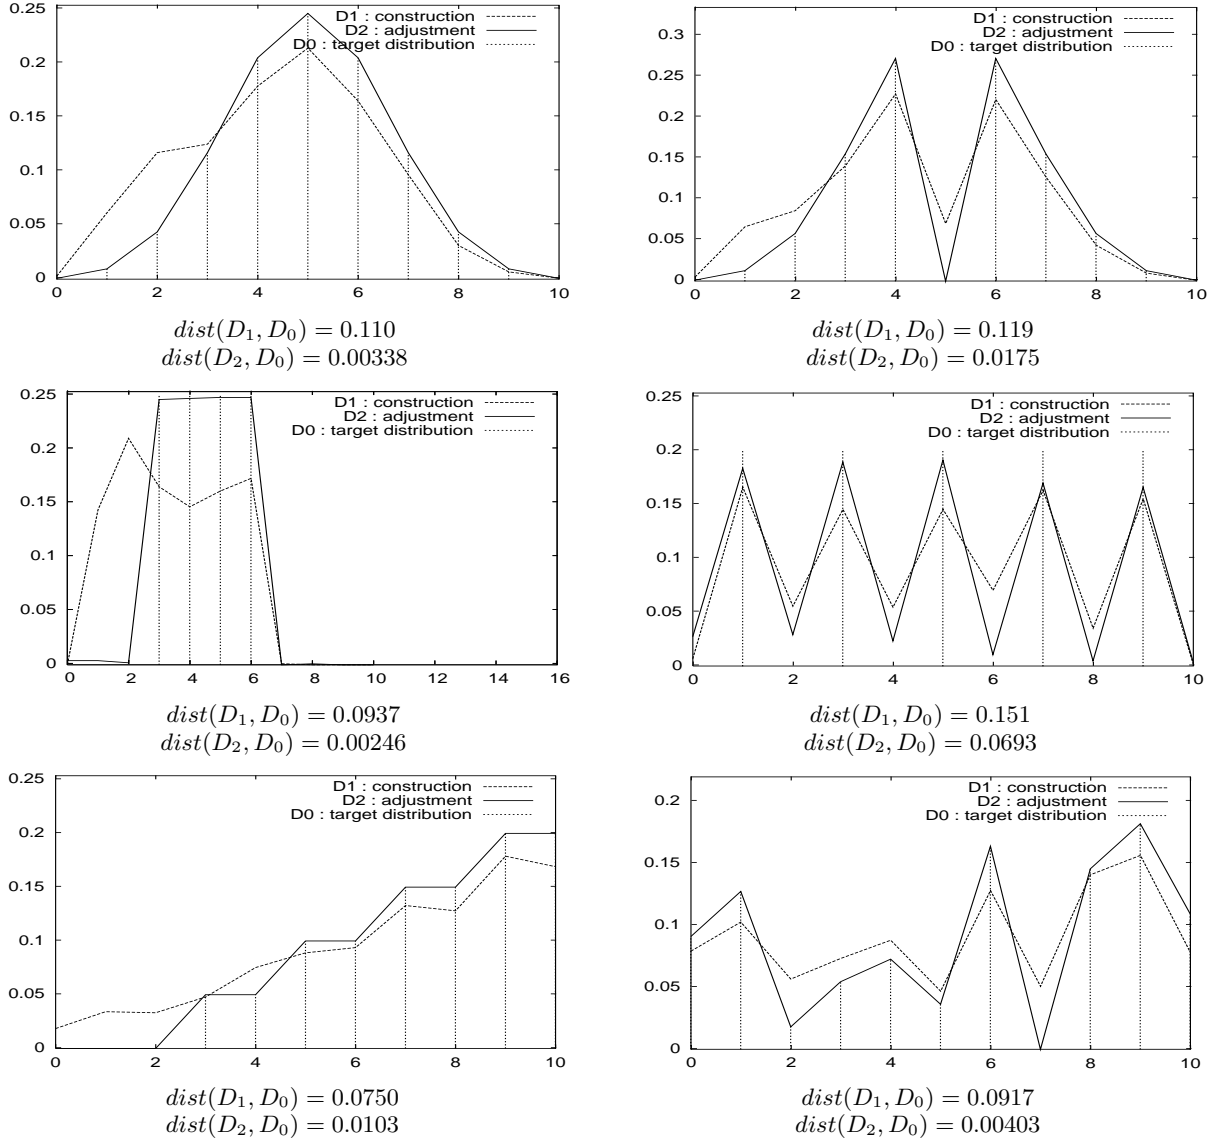 D1 : construction
D2 : adjustment
D0 : target distribution
0.25
0.2
0.15
0.1
0.05
0
0 2 4 6 8 10
dist(D₁, D₀) = 0.110
dist(D₂, D₀) = 0.00338
D1 : construction
D2 : adjustment
D0 : target distribution
0.3
0.25
0.2
0.15
0.1
0.05
0
0 2 4 6 8 10
dist(D₁, D₀) = 0.119
dist(D₂, D₀) = 0.0175
D1 : construction
D2 : adjustment
D0 : target distribution
0.25
0.2
0.15
0.1
0.05
0
0 2 4 6 8 10 12 14 16
dist(D₁, D₀) = 0.0937
dist(D₂, D₀) = 0.00246
D1 : construction
D2 : adjustment
D0 : target distribution
0.25
0.2
0.15
0.1
0.05
0
0 2 4 6 8 10
dist(D₁, D₀) = 0.151
dist(D₂, D₀) = 0.0693
D1 : construction
D2 : adjustment
D0 : target distribution
0.25
0.2
0.15
0.1
0.05
0
0 2 4 6 8 10
dist(D₁, D₀) = 0.0750
dist(D₂, D₀) = 0.0103
D1 : construction
D2 : adjustment
D0 : target distribution
0.2
0.15
0.1
0.05
0
0 2 4 6 8 10
dist(D₁, D₀) = 0.0917
dist(D₂, D₀) = 0.00403